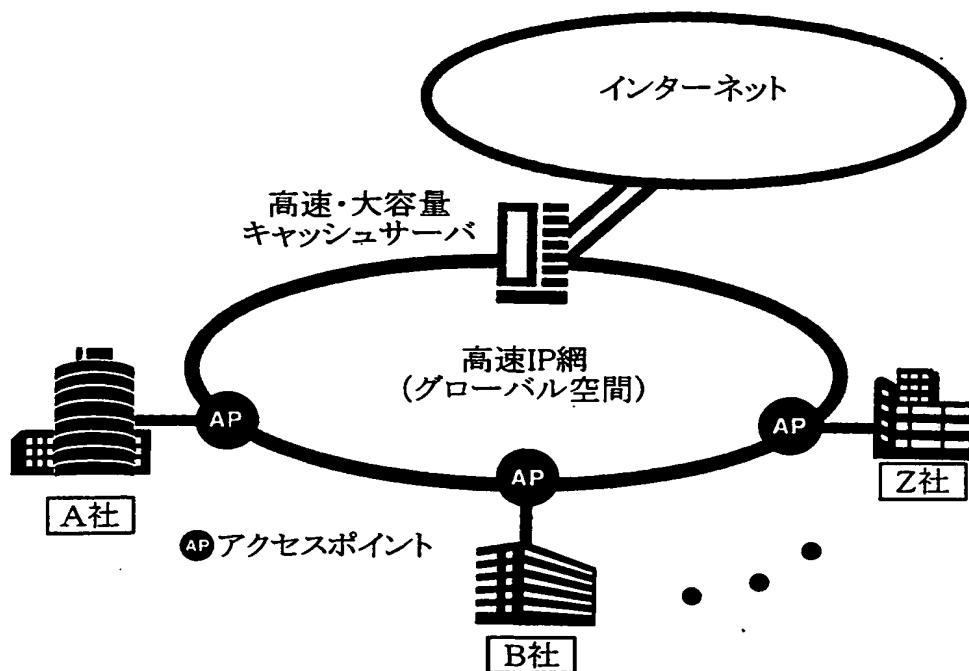 インターネット
高速・大容量
キャッシュサーバ
高速IP網
(グローバル空間)
AP
AP
AP
A社
Z社
AP アクセスポイント
B社